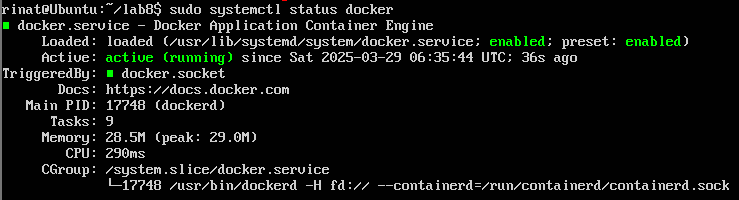 rinat@Ubuntu:~/lab8$ sudo systemctl status docker
■ docker.service - Docker Application Container Engine
Loaded: loaded (/usr/lib/systemd/system/docker.service; enabled; preset: enabled)
Active: active (running) since Sat 2025-03-29 06:35:44 UTC; 36s ago
TriggeredBy: ■ docker.socket
Docs: https://docs.docker.com
Main PID: 17748 (dockerd)
Tasks: 9
Memory: 28.5M (peak: 29.0M)
CPU: 290ms
CGroup: /system.slice/docker.service
└─17748 /usr/bin/dockerd -H fd:// --containerd=/run/containerd/containerd.sock